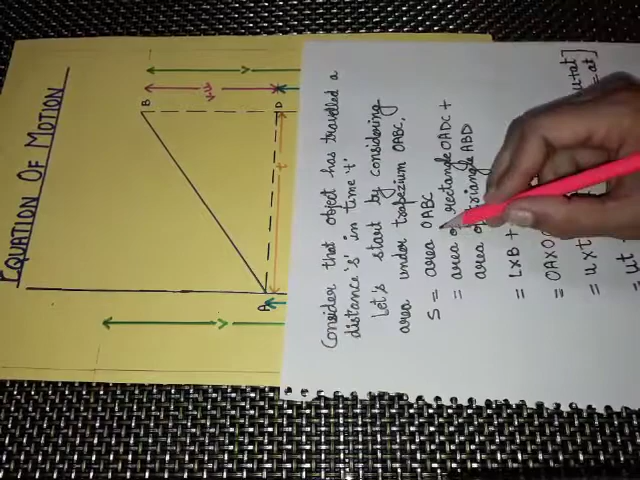 EQUATION OF MOTION
B
v-u
D
t
A
Consider that object has travelled a
distance 's' in time 't'
Let's start by considering
area under trapezium OABC.
S = area OABC
= area of rectangle OADC +
area of triangle ABD
= L×B +
= OA×O
= u×t
= ut